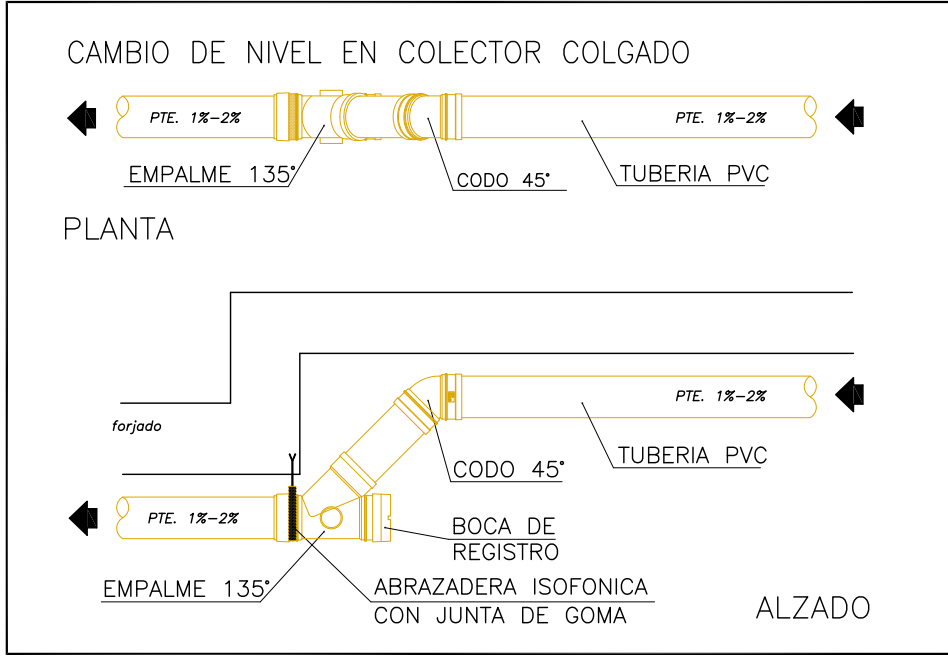 CAMBIO DE NIVEL EN COLECTOR COLGADO
PTE. 1%-2%
PTE. 1%-2%
EMPALME 135°
CODO 45°
TUBERIA PVC
PLANTA
PTE. 1%-2%
forjado
TUBERIA PVC
CODO 45°
PTE. 1%-2%
BOCA DE
REGISTRO
EMPALME 135°
ABRAZADERA ISOFONICA
CON JUNTA DE GOMA
ALZADO